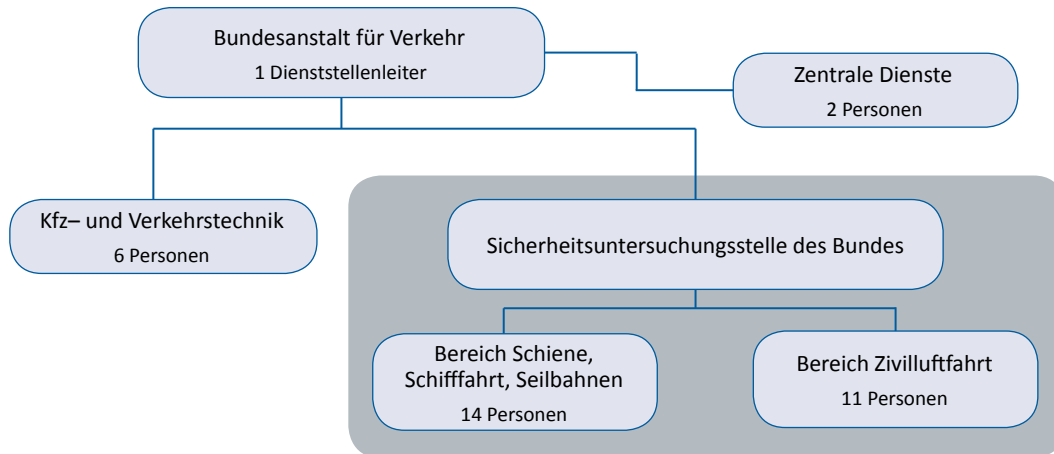 Bundesanstalt für Verkehr
1 Dienststellenleiter
Zentrale Dienste
2 Personen
Kfz– und Verkehrstechnik
6 Personen
Sicherheitsuntersuchungsstelle des Bundes
Bereich Schiene,
Schifffahrt, Seilbahnen
14 Personen
Bereich Zivilluftfahrt
11 Personen